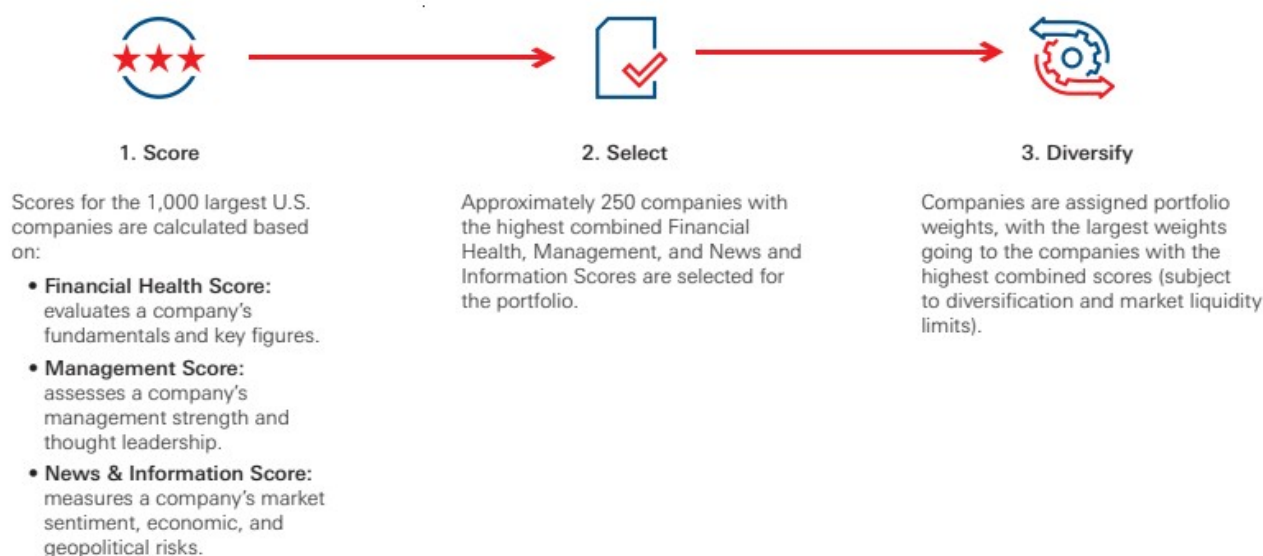 1. Score
Scores for the 1,000 largest U.S.
companies are calculated based
on:
• Financial Health Score:
evaluates a company's
fundamentals and key figures.
• Management Score:
assesses a company's
management strength and
thought leadership.
• News & Information Score:
measures a company's market
sentiment, economic, and
geopolitical risks.
2. Select
Approximately 250 companies with
the highest combined Financial
Health, Management, and News and
Information Scores are selected for
the portfolio.
3. Diversify
Companies are assigned portfolio
weights, with the largest weights
going to the companies with the
highest combined scores (subject
to diversification and market liquidity
limits).